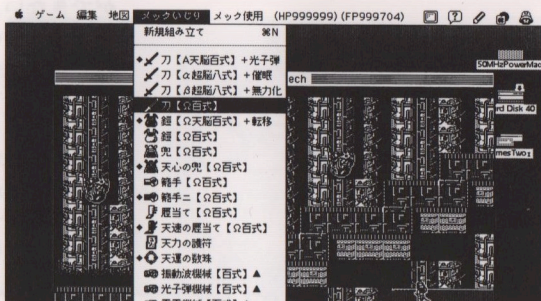 ゲーム 編集 地図 メックいじり メック使用 (HP999999) (FP999704)
新規組み立て ⌘N
◆刀【A天脳百式】+光子弾
刀【α超脳八式】+催眠
刀【β超脳八式】+無力化
刀【Ω百式】
◆鎧【Ω天脳百式】+転移
鎧【Ω百式】
兜【Ω百式】
◆天心の兜【Ω百式】
籠手【Ω百式】
◆籠手二【Ω百式】
履当て【Ω百式】
◆天速の履当て【Ω百式】
天力の護符
◆天運の数珠
振動波機械【百式】▲
光子弾機械【百式】▲
ech
50MHzPowerMac
rd Disk 40
mesTwo